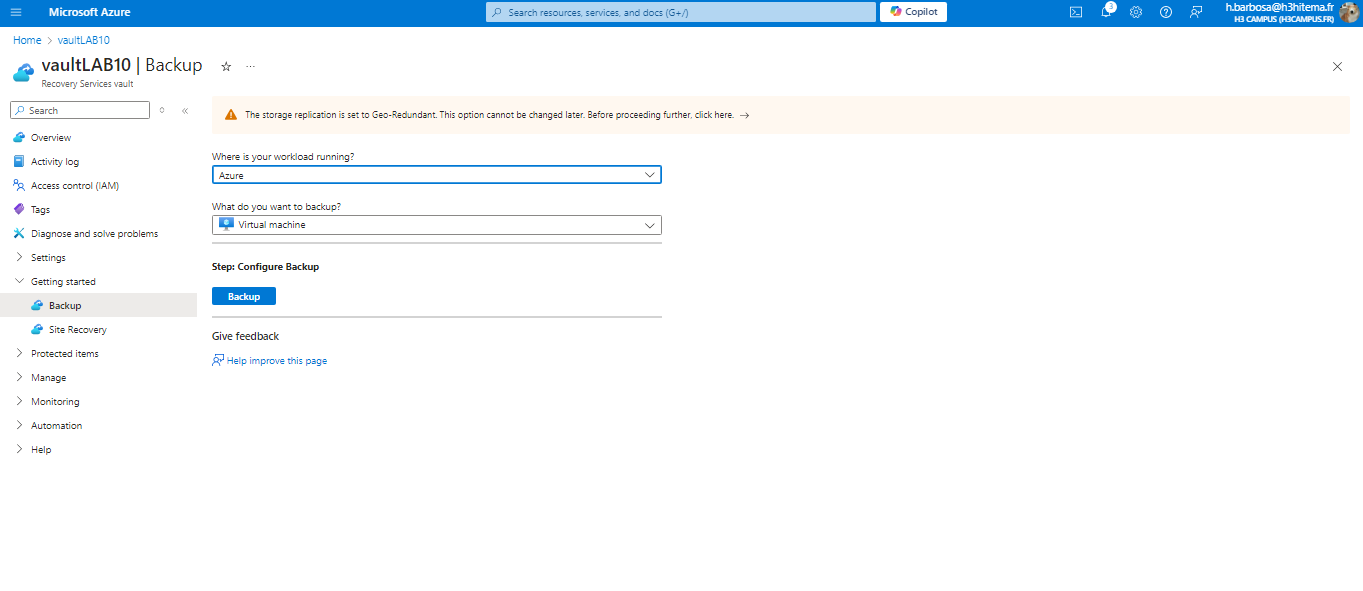 Microsoft Azure
Search resources, services, and docs (G+/)
Copilot
3
h.barbosa@h3hitema.fr
H3 CAMPUS (H3CAMPUS.FR)
Home > vaultLAB10
vaultLAB10 | Backup
Recovery Services vault
Search
The storage replication is set to Geo-Redundant. This option cannot be changed later. Before proceeding further, click here. →
Overview
Activity log
Access control (IAM)
Tags
Diagnose and solve problems
Settings
Getting started
Backup
Site Recovery
Protected items
Manage
Monitoring
Automation
Help
Where is your workload running?
Azure
What do you want to backup?
Virtual machine
Step: Configure Backup
Backup
Give feedback
Help improve this page